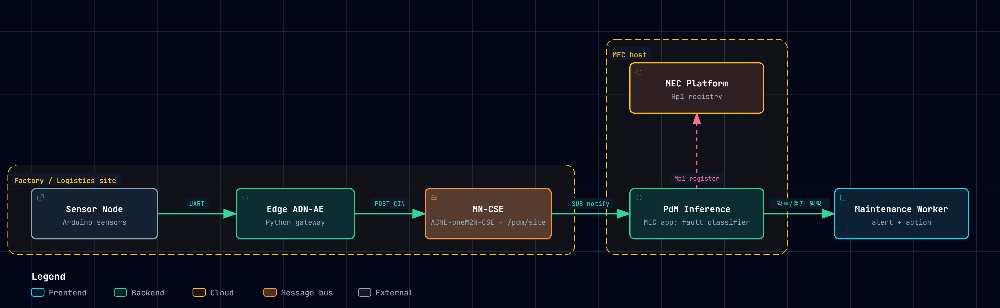 MEC host
MEC Platform
Mp1 registry
Mp1 register
Factory / Logistics site
Sensor Node
Arduino sensors
UART
Edge ADN-AE
Python gateway
POST CIN
MN-CSE
ACME-oneM2M-CSE · /pdm/site
SUB notify
PdM Inference
MEC app: fault classifier
감속/정지 명령
Maintenance Worker
alert + action
Legend
Frontend
Backend
Cloud
Message bus
External